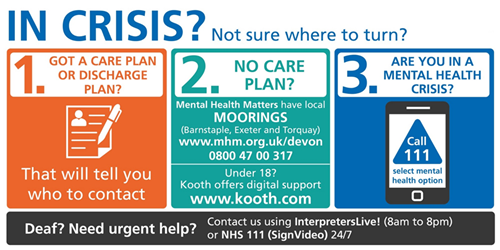 IN CRISIS? Not sure where to turn?
1. GOT A CARE PLAN
OR DISCHARGE
PLAN?
That will tell you
who to contact
2. NO CARE
PLAN?
Mental Health Matters have local
MOORINGS
(Barnstaple, Exeter and Torquay)
www.mhm.org.uk/devon
0800 47 00 317
Under 18?
Kooth offers digital support
www.kooth.com
3. ARE YOU IN A
MENTAL HEALTH
CRISIS?
Call
111
select mental
health option
Deaf? Need urgent help?
Contact us using InterpretersLive! (8am to 8pm)
or NHS 111 (SignVideo) 24/7